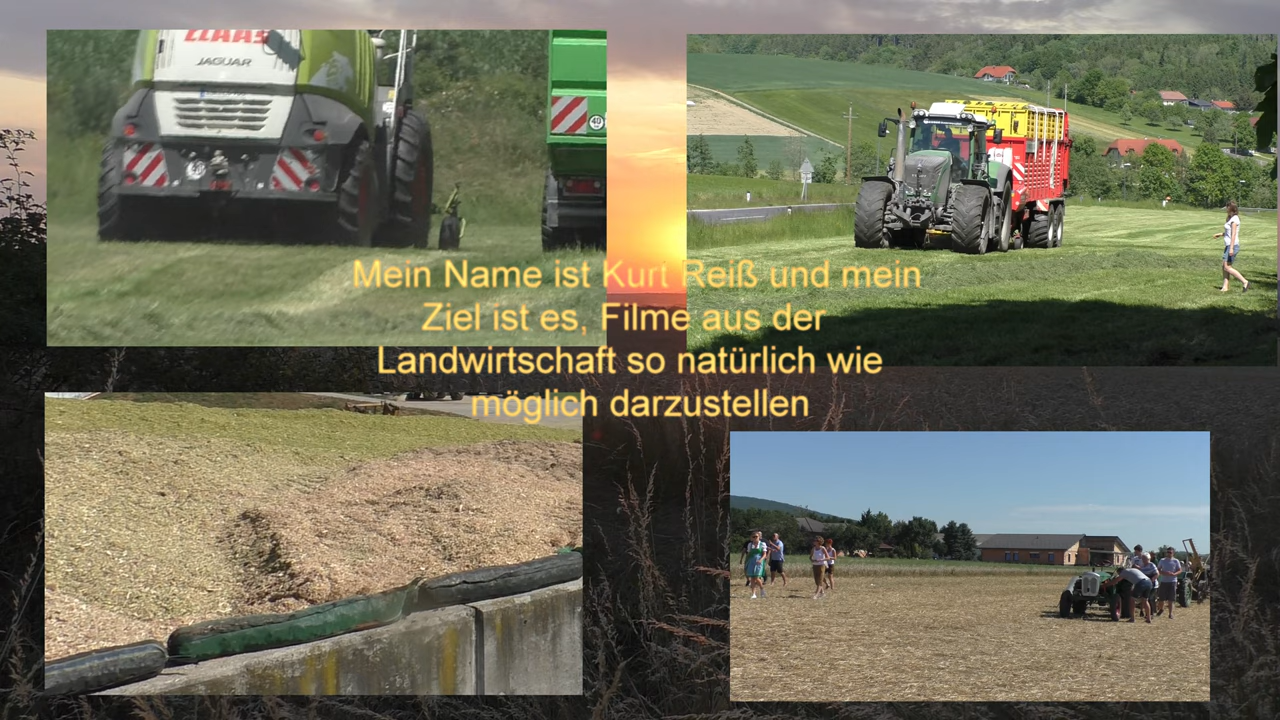 CLAAS
JAGUAR
40
Mein Name ist Kurt Reiß und mein
Ziel ist es, Filme aus der
Landwirtschaft so natürlich wie
möglich darzustellen